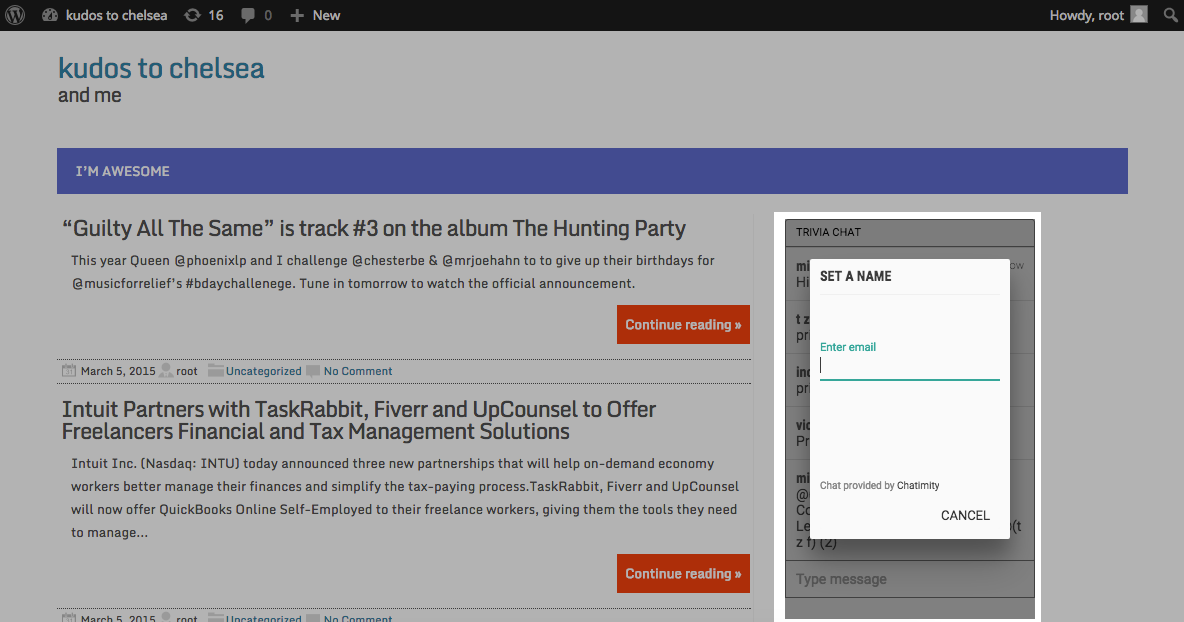 kudos to chelsea 16 0 New Howdy, root
kudos to chelsea
and me
I'M AWESOME
“Guilty All The Same” is track #3 on the album The Hunting Party
This year Queen @phoenixlp and I challenge @chesterbe & @mrjoehahn to to give up their birthdays for
@musicforrelief's #bdaychallenege. Tune in tomorrow to watch the official announcement.
Continue reading »
March 5, 2015 root Uncategorized No Comment
Intuit Partners with TaskRabbit, Fiverr and UpCounsel to Offer
Freelancers Financial and Tax Management Solutions
Intuit Inc. (Nasdaq: INTU) today announced three new partnerships that will help on-demand economy
workers better manage their finances and simplify the tax-paying process.TaskRabbit, Fiverr and UpCounsel
will now offer QuickBooks Online Self-Employed to their freelance workers, giving them the tools they need
to manage...
Continue reading »
March 5, 2015 root Uncategorized No Comment
TRIVIA CHAT
SET A NAME
Enter email
Chat provided by Chatimity
CANCEL
z f) (2)
Type message